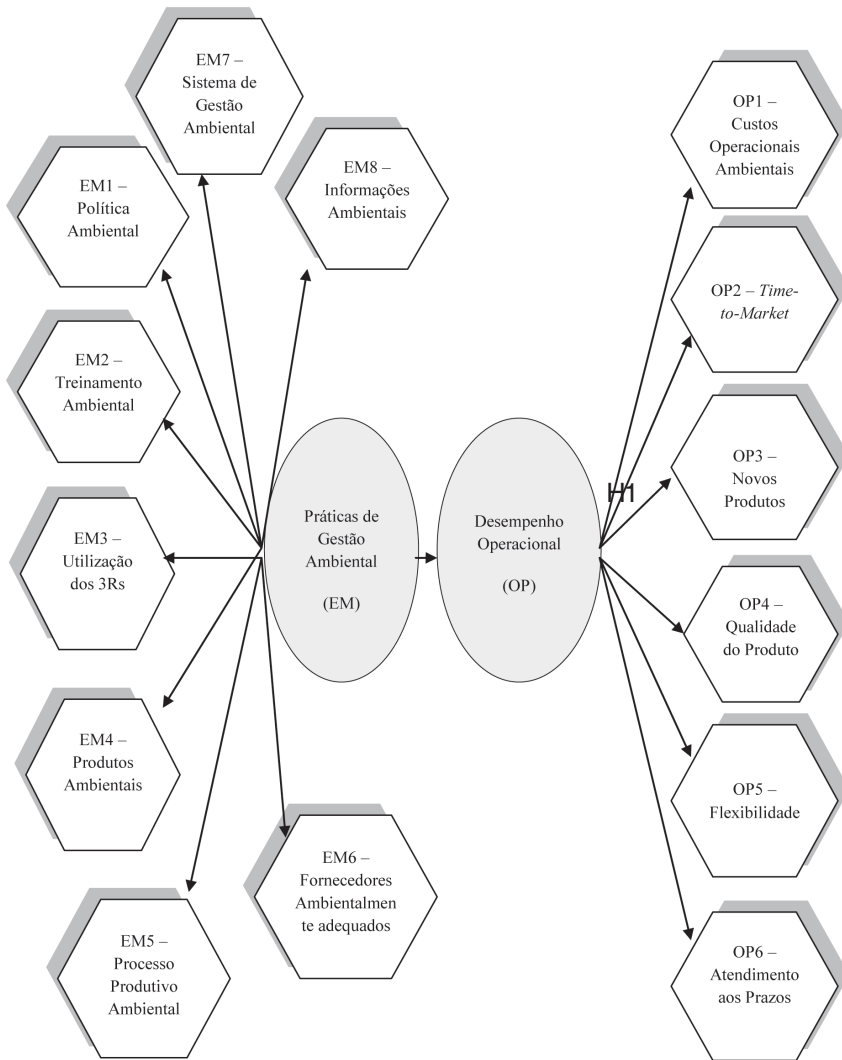 EM7 –
Sistema de
Gestão
Ambiental
EM8 –
Informações
Ambientais
EM1 –
Política
Ambiental
EM2 –
Treinamento
Ambiental
EM3 –
Utilização
dos 3Rs
EM4 –
Produtos
Ambientais
EM5 –
Processo
Produtivo
Ambiental
EM6 –
Fornecedores
Ambientalmen
te adequados
Práticas de
Gestão
Ambiental
(EM)
Desempenho
Operacional
(OP)
H1
OP1 –
Custos
Operacionais
Ambientais
OP2 – Time-
to-Market
OP3 –
Novos
Produtos
OP4 –
Qualidade
do Produto
OP5 –
Flexibilidade
OP6 –
Atendimento
aos Prazos